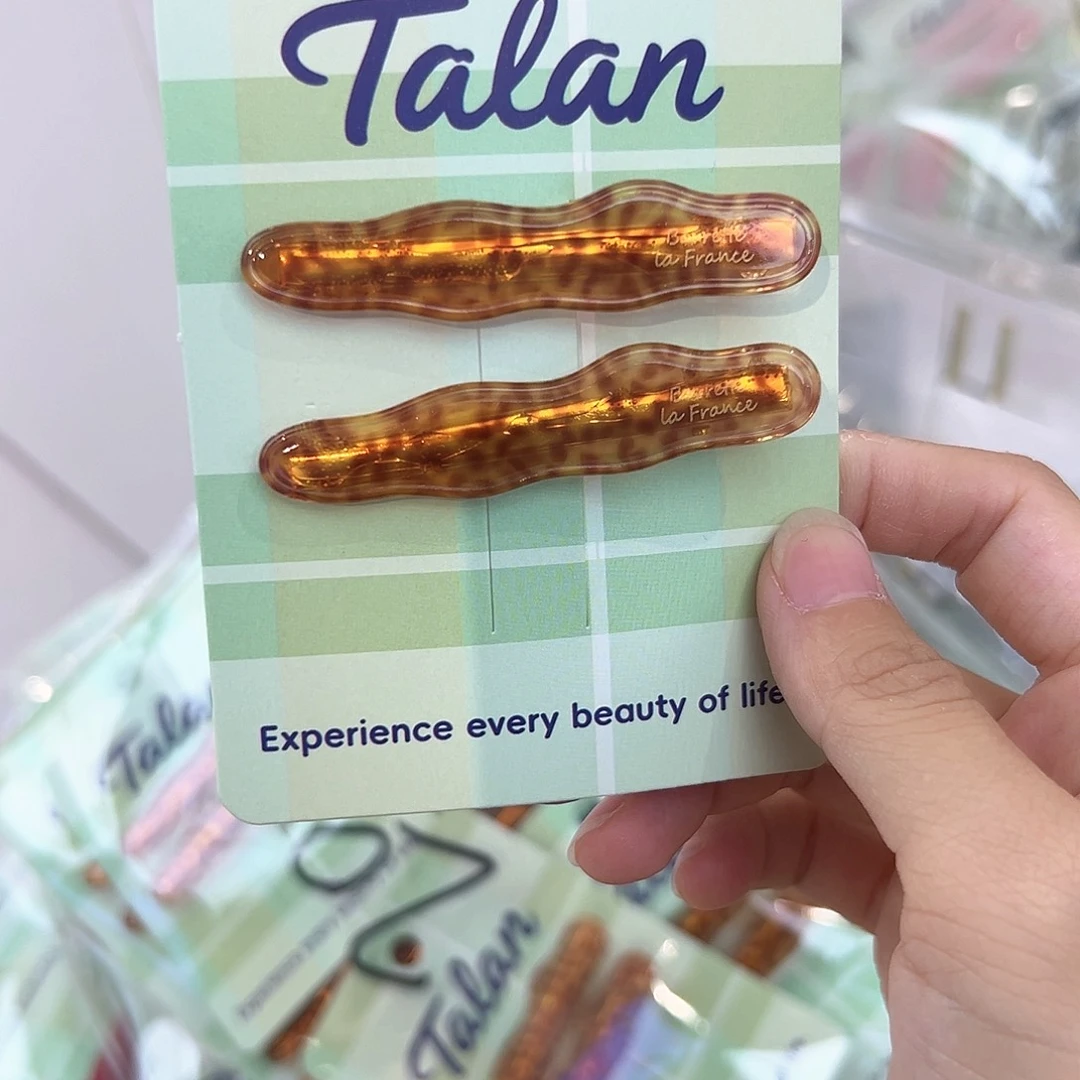 Talan
Barrette
la France
Barrette
la France
Experience every beauty of life
Talan
Talan